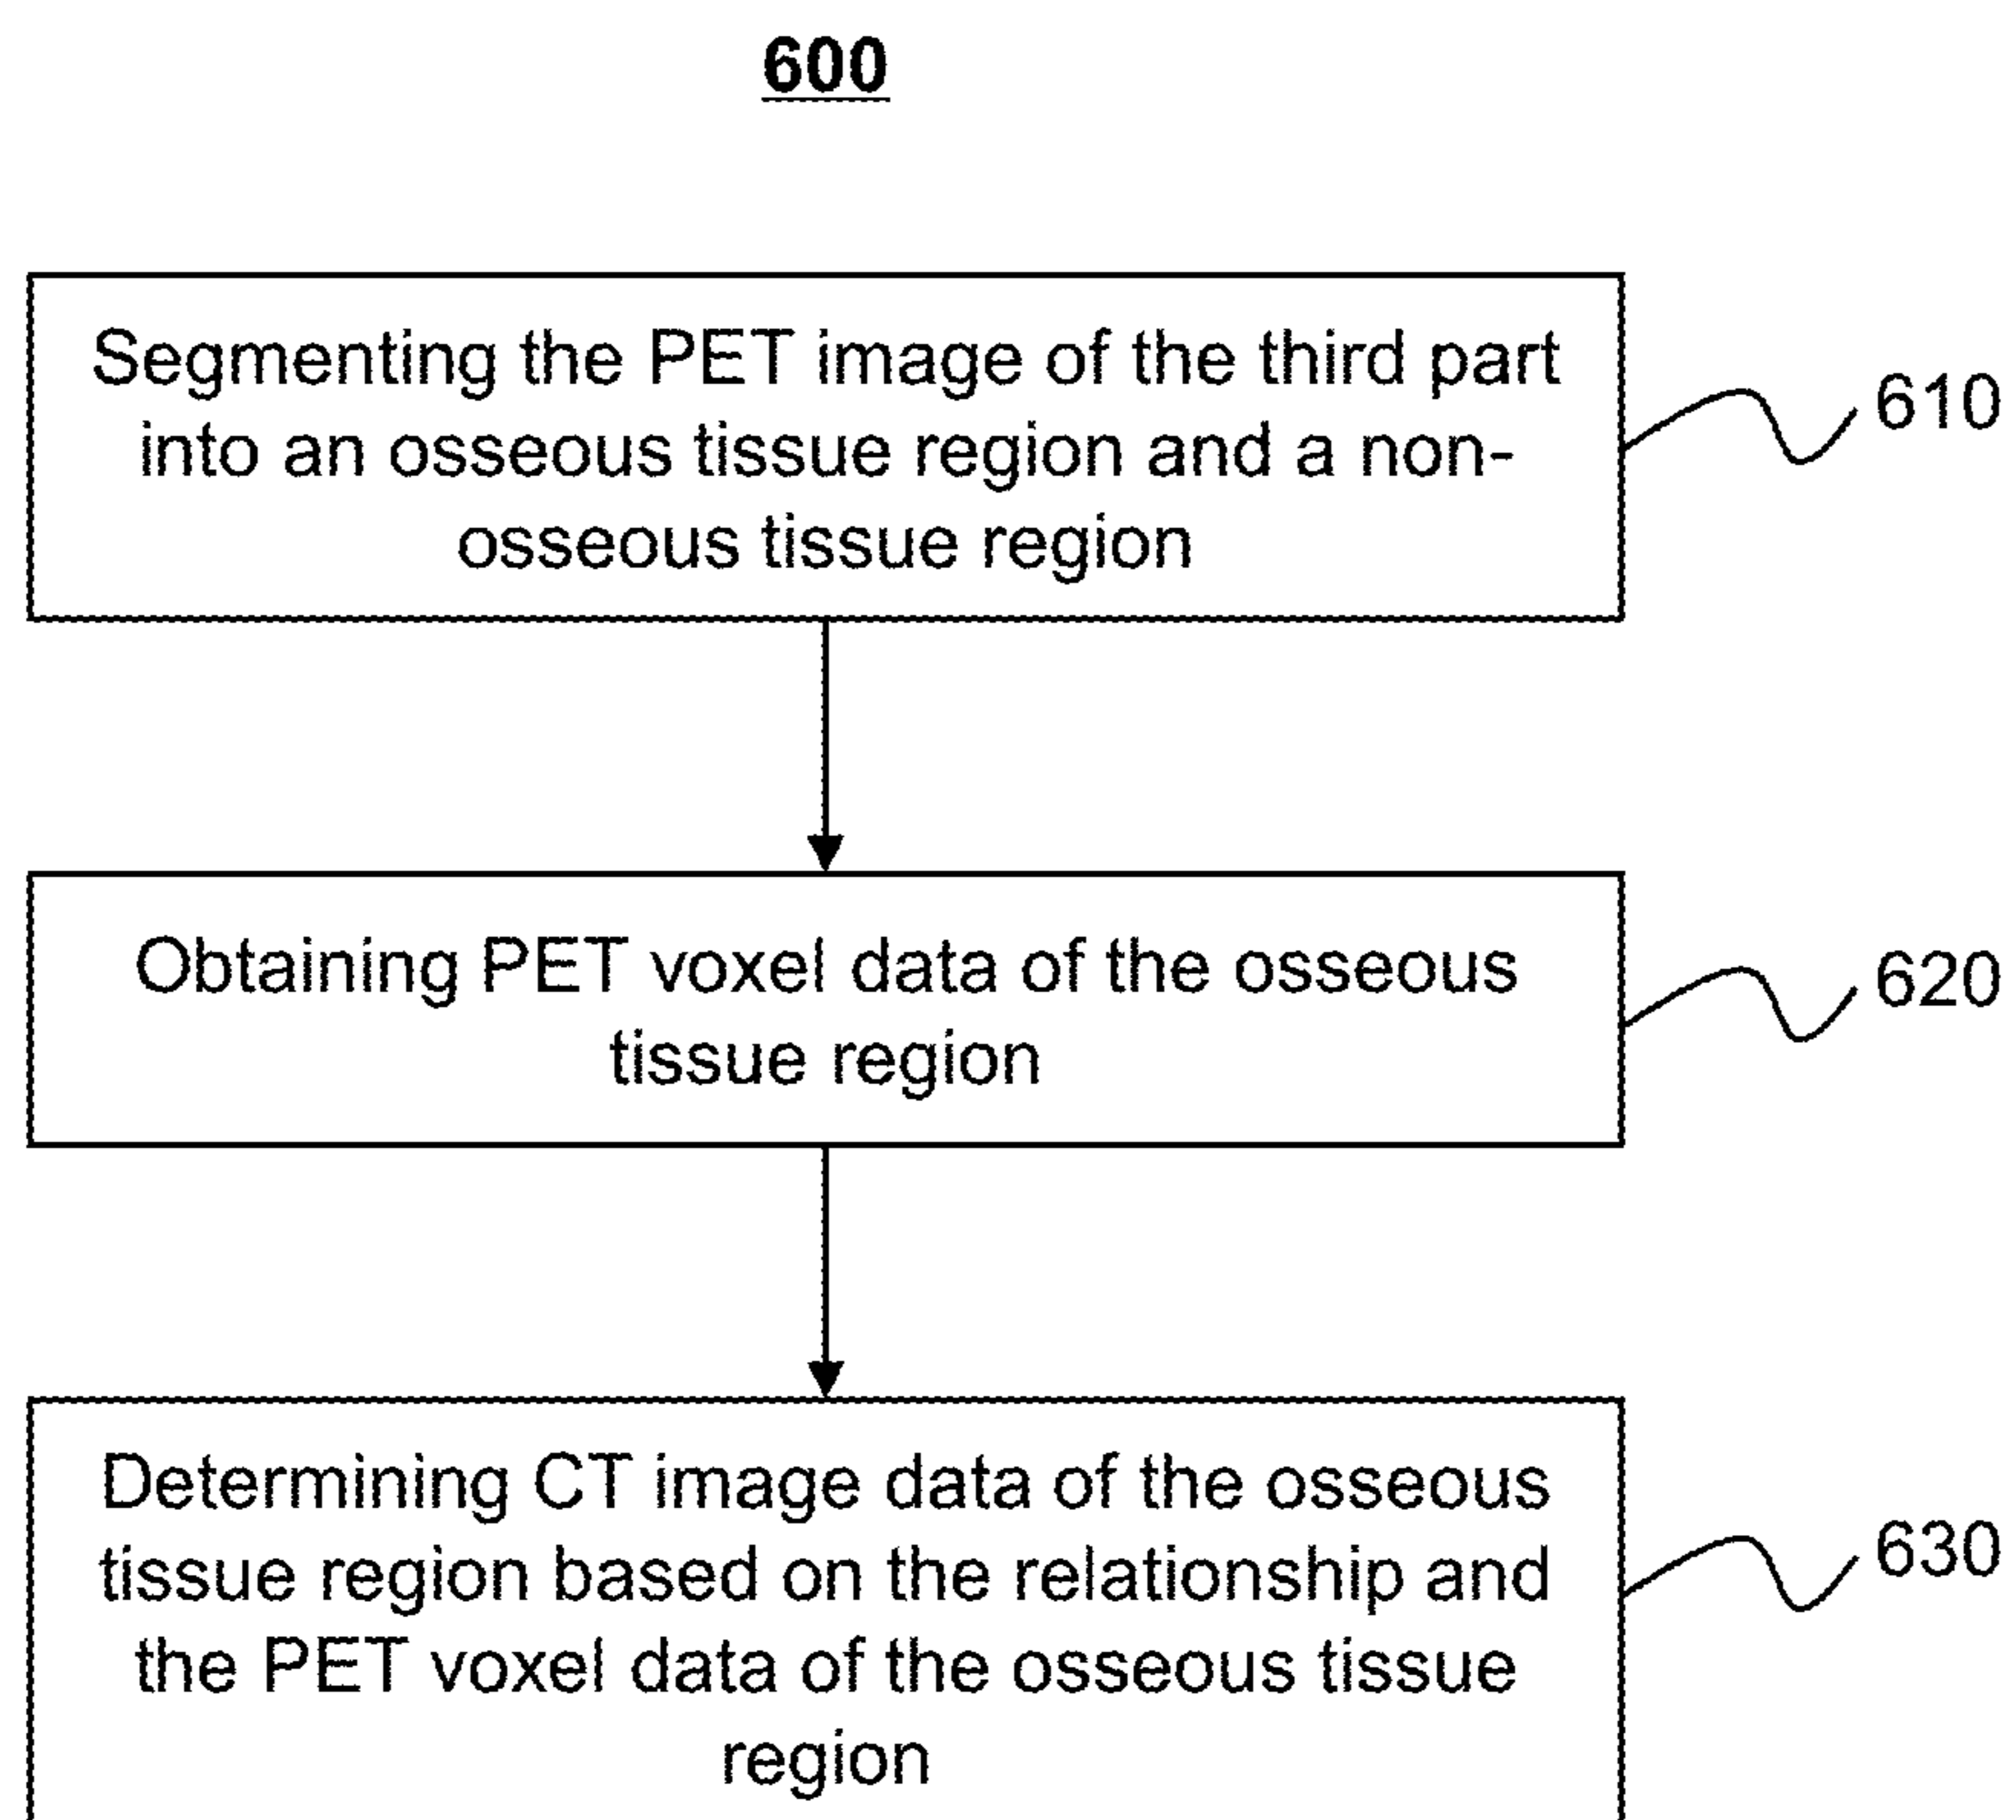 600
Segmenting the PET image of the third part
into an osseous tissue region and a non-
osseous tissue region
610
Obtaining PET voxel data of the osseous
tissue region
620
Determining CT image data of the osseous
tissue region based on the relationship and
the PET voxel data of the osseous tissue
region
630